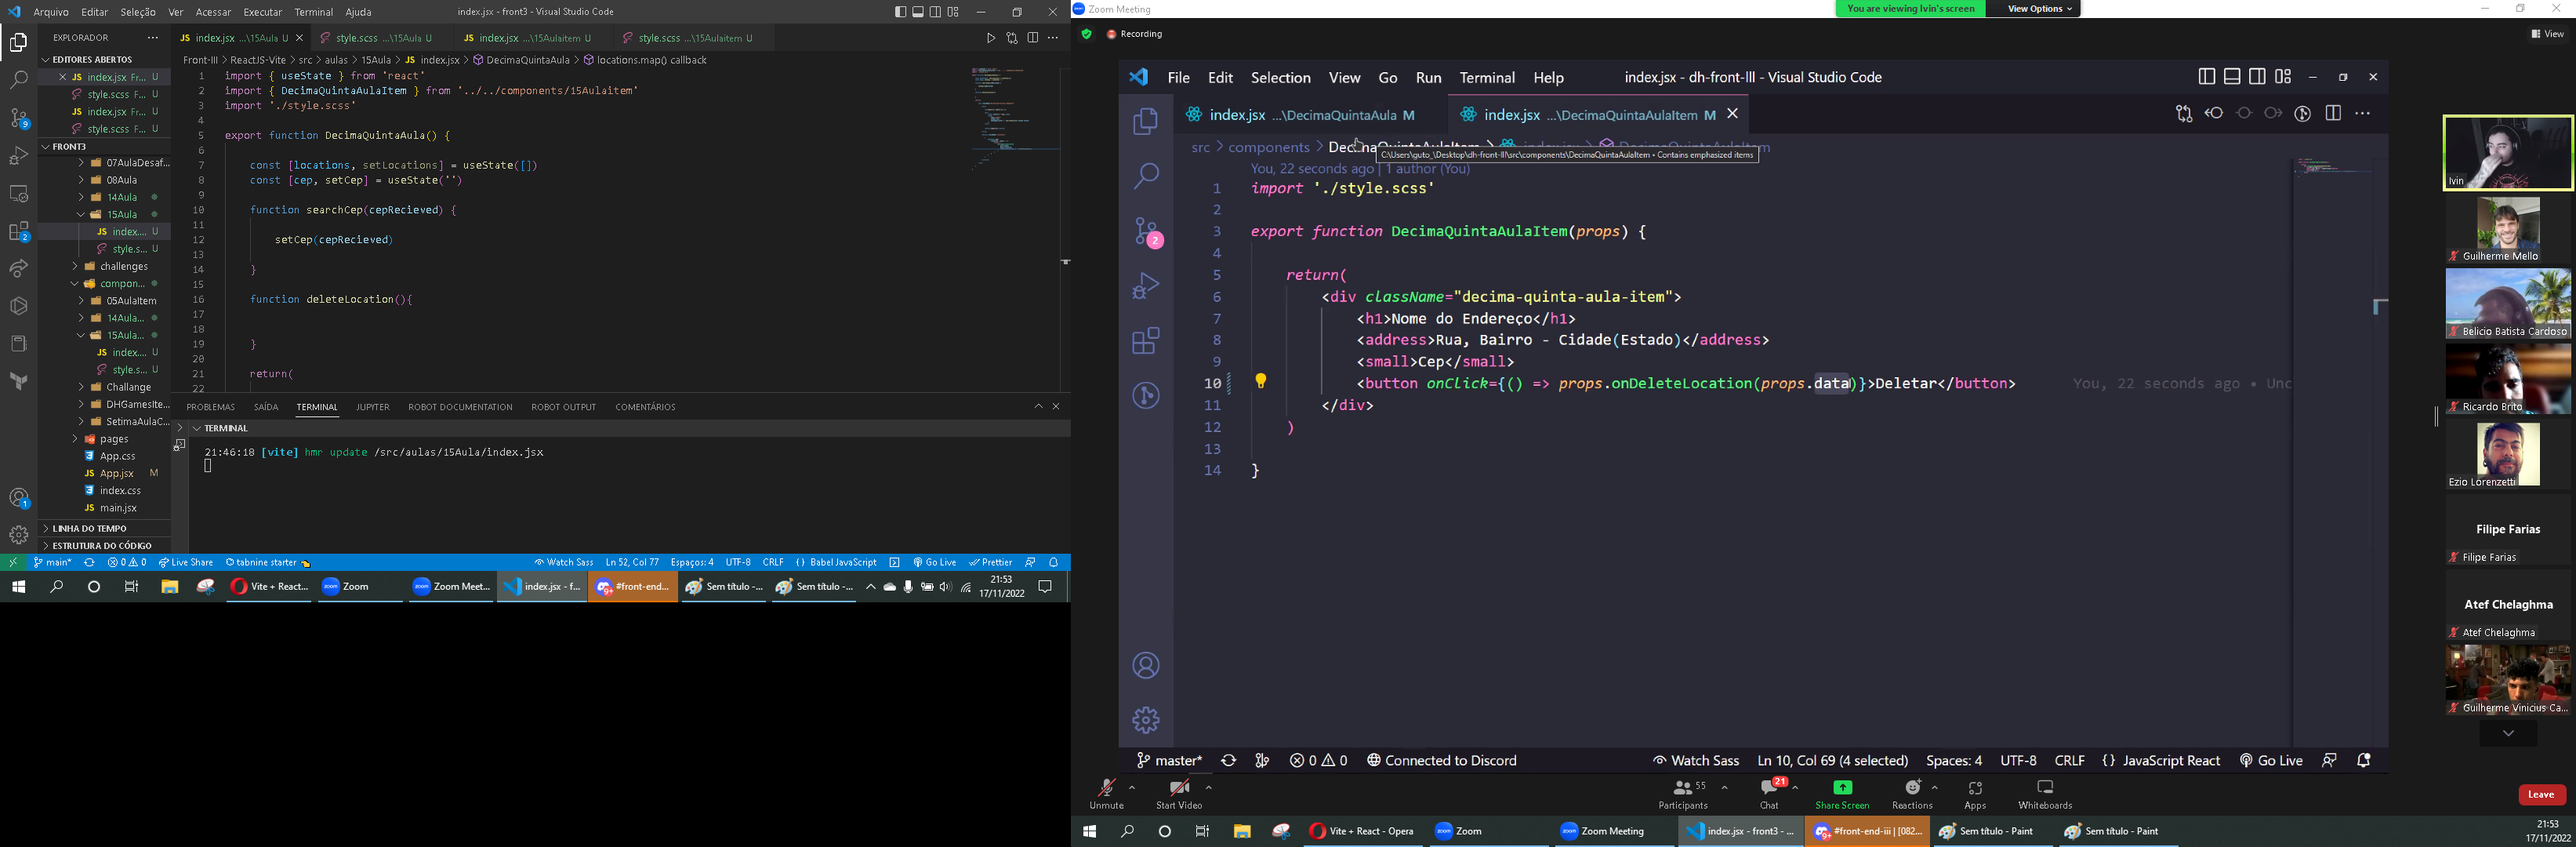 Arquivo Editar Seleção Ver Acessar Executar Terminal Ajuda
index.jsx - front3 - Visual Studio Code
EXPLORADOR
EDITORES ABERTOS
index.jsx Fr... U
style.scss F... U
index.jsx Fr... U
style.scss F... U
FRONT3
07AulaDesaf...
08Aula
14Aula
15Aula
index.... U
style.s... U
challenges
compon...
05AulaItem
14Aula...
15Aula...
index.... U
style.s... U
Challange
DHGamesIte...
SetimaAulaC...
pages
App.css
App.jsx M
index.css
main.jsx
LINHA DO TEMPO
ESTRUTURA DO CÓDIGO
index.jsx ...\15Aula U
style.scss ...\15Aula U
index.jsx ...\15Aulaitem U
style.scss ...\15Aulaitem U
Front-III > ReactJS-Vite > src > aulas > 15Aula > index.jsx > DecimaQuintaAula > locations.map() callback
1 import { useState } from 'react'
2 import { DecimaQuintaAulaItem } from '../../components/15Aulaitem'
3 import './style.scss'
4
5 export function DecimaQuintaAula() {
6
7 const [locations, setLocations] = useState([])
8 const [cep, setCep] = useState('')
9
10 function searchCep(cepRecieved) {
11
12 setCep(cepRecieved)
13
14 }
15
16 function deleteLocation(){
17
18
19 }
20
21 return(
22
PROBLEMAS SAÍDA TERMINAL JUPYTER ROBOT DOCUMENTATION ROBOT OUTPUT COMENTÁRIOS
TERMINAL
21:46:18 [vite] hmr update /src/aulas/15Aula/index.jsx
main* 0 0 Live Share tabnine starter Watch Sass Ln 52, Col 77 Espaços: 4 UTF-8 CRLF { } Babel JavaScript Go Live Prettier
Vite + React... Zoom Zoom Meet... index.jsx - f... #front-end... Sem título -... Sem título -...
21:53
17/11/2022
Zoom Meeting
You are viewing Ivin's screen View Options
Recording
View
File Edit Selection View Go Run Terminal Help
index.jsx - dh-front-III - Visual Studio Code
index.jsx ...\DecimaQuintaAula M
index.jsx ...\DecimaQuintaAulaItem M
src > components > DecimaQuintaAulaItem > index.jsx > DecimaQuintaAulaItem
C:\Users\guto_\Desktop\dh-front-III\src\components\DecimaQuintaAulaItem • Contains emphasized items
You, 22 seconds ago | 1 author (You)
1 import './style.scss'
2
3 export function DecimaQuintaAulaItem(props) {
4
5 return(
6 <div className="decima-quinta-aula-item">
7 <h1>Nome do Endereço</h1>
8 <address>Rua, Bairro - Cidade(Estado)</address>
9 <small>Cep</small>
10 <button onClick={() => props.onDeleteLocation(props.data)}>Deletar</button> You, 22 seconds ago • Unc
11 </div>
12 )
13
14 }
2
master* 0 0 Connected to Discord Watch Sass Ln 10, Col 69 (4 selected) Spaces: 4 UTF-8 CRLF { } JavaScript React Go Live
Ivin
Guilherme Mello
Belicio Batista Cardoso
Ricardo Brito
Ezio Lorenzetti
Filipe Farias
Filipe Farias
Atef Chelaghma
Atef Chelaghma
Guilherme Vinicius Ca...
Unmute Start Video Participants 55 Chat 21 Share Screen Reactions Apps Whiteboards Leave
Vite + React - Opera Zoom Zoom Meeting index.jsx - front3 - ... #front-end-iii | [082... Sem título - Paint Sem título - Paint
21:53
17/11/2022